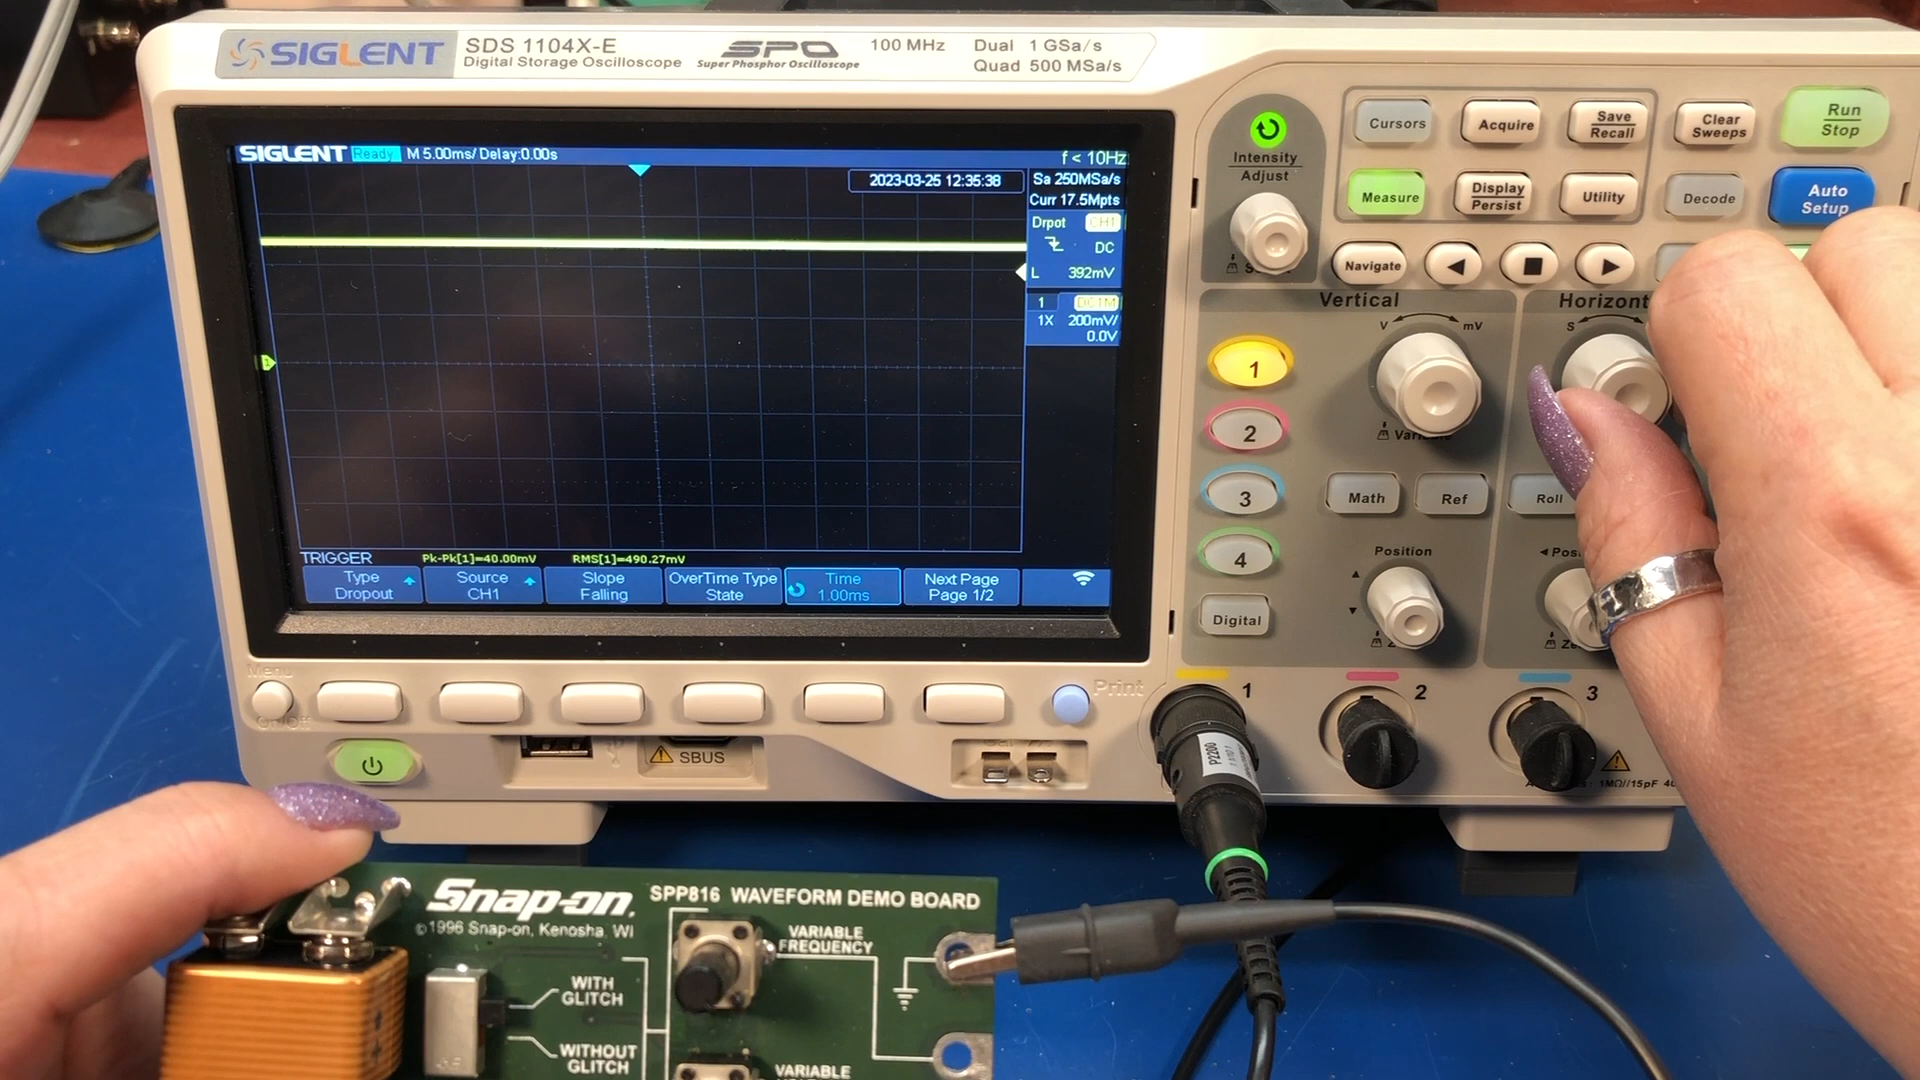 SIGLENT
SDS 1104X-E
Digital Storage Oscilloscope
SPO
Super Phosphor Oscilloscope
100 MHz
Dual 1 GSa/s
Quad 500 MSa/s
SIGLENT Ready M 5.00ms/ Delay:0.00s
f < 10Hz
2023-03-25 12:35:38
Sa 250MSa/s
Curr 17.5Mpts
Drpot CH1
DC
L 392mV
1 DC1M
1X 200mV/
0.0V
TRIGGER
Pk-Pk[1]=40.00mV
RMS[1]=490.27mV
Type
Dropout
Source
CH1
Slope
Falling
OverTime Type
State
Time
1.00ms
Next Page
Page 1/2
Intensity
Adjust
Cursors
Acquire
Save
Recall
Clear
Sweeps
Run
Stop
Measure
Display
Persist
Utility
Decode
Auto
Setup
Navigate
Vertical
V
mV
S
1
2
3
4
Math
Ref
Roll
Position
Digital
Menu
On/Off
Print
SBUS
1
2
3
P2200
Snap-on
©1996 Snap-on, Kenosha, WI
SPP816 WAVEFORM DEMO BOARD
VARIABLE
FREQUENCY
WITH
GLITCH
WITHOUT
GLITCH
VARIABLE